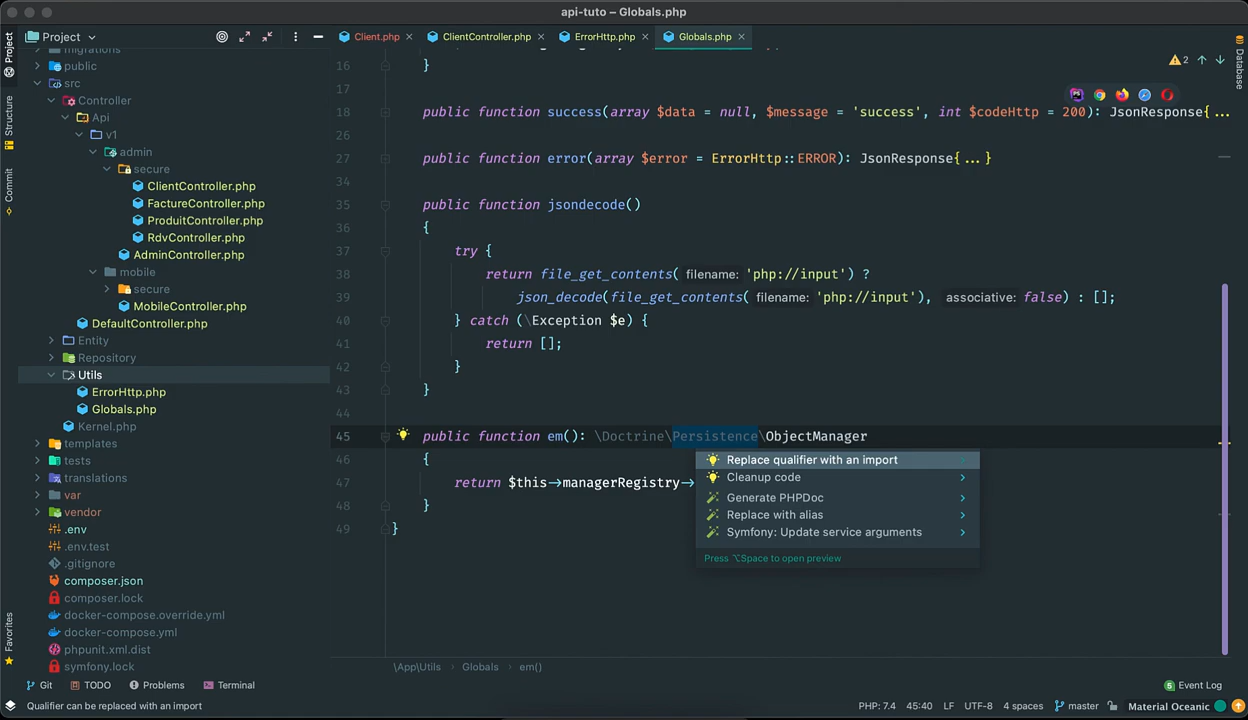 api-tuto – Globals.php
Project
Client.php
ClientController.php
ErrorHttp.php
Globals.php
Project
Structure
Commit
Favorites
Database
migrations
public
src
Controller
Api
v1
admin
secure
ClientController.php
FactureController.php
ProduitController.php
RdvController.php
AdminController.php
mobile
secure
MobileController.php
DefaultController.php
Entity
Repository
Utils
ErrorHttp.php
Globals.php
Kernel.php
templates
tests
translations
var
vendor
.env
.env.test
.gitignore
composer.json
composer.lock
docker-compose.override.yml
docker-compose.yml
phpunit.xml.dist
symfony.lock
2
16 }
17
18 public function success(array $data = null, $message = 'success', int $codeHttp = 200): JsonResponse{...
26
27 public function error(array $error = ErrorHttp::ERROR): JsonResponse{...}
34
35 public function jsondecode()
36 {
37 try {
38 return file_get_contents( filename: 'php://input') ?
39 json_decode(file_get_contents( filename: 'php://input'), associative: false) : [];
40 } catch (\Exception $e) {
41 return [];
42 }
43 }
44
45 public function em(): \Doctrine\Persistence\ObjectManager
46 {
47 return $this->managerRegistry->
48 }
49 }
Replace qualifier with an import
Cleanup code
Generate PHPDoc
Replace with alias
Symfony: Update service arguments
Press ⌥Space to open preview
\App\Utils Globals em()
Git TODO Problems Terminal 5 Event Log
Qualifier can be replaced with an import PHP: 7.4 45:40 LF UTF-8 4 spaces master Material Oceanic